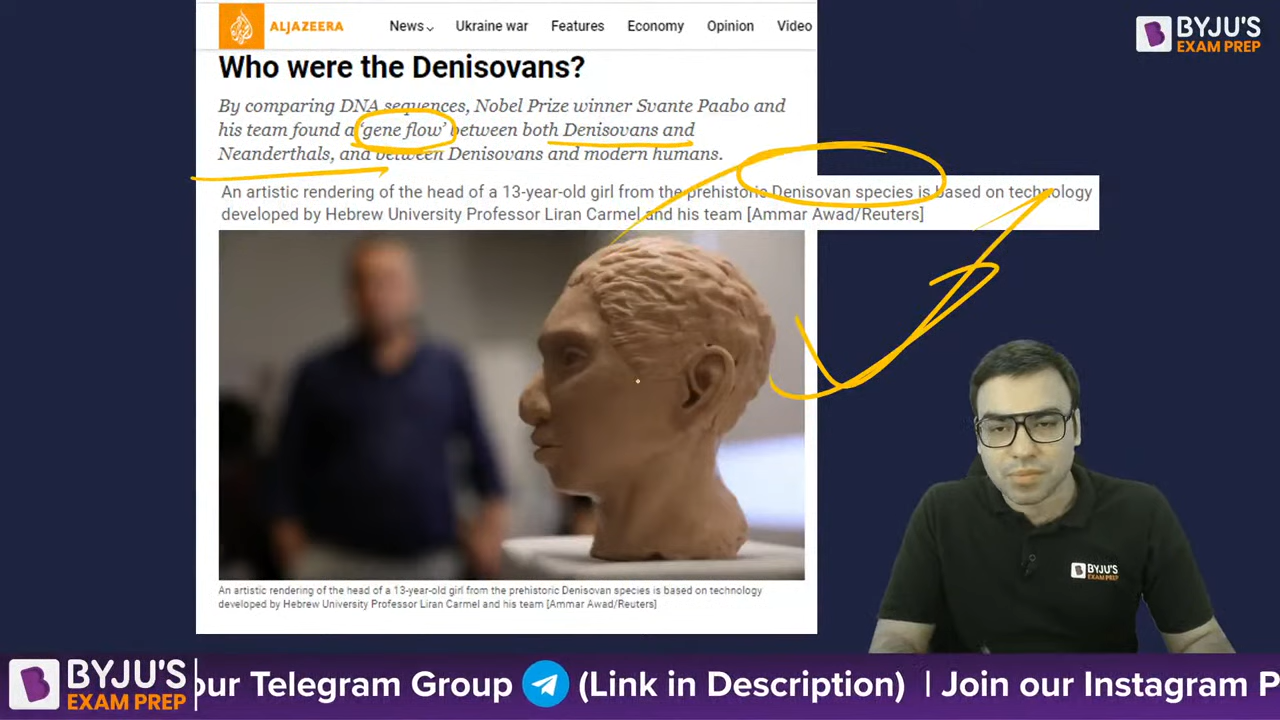 ALJAZEERA
News Ukraine war Features Economy Opinion Video
BYJU'S
EXAM PREP
Who were the Denisovans?
By comparing DNA sequences, Nobel Prize winner Svante Paabo and
his team found a 'gene flow' between both Denisovans and
Neanderthals, and between Denisovans and modern humans.
An artistic rendering of the head of a 13-year-old girl from the prehistoric Denisovan species is based on technology
developed by Hebrew University Professor Liran Carmel and his team [Ammar Awad/Reuters]
BYJU'S
EXAM PREP
An artistic rendering of the head of a 13-year-old girl from the prehistoric Denisovan species is based on technology
developed by Hebrew University Professor Liran Carmel and his team [Ammar Awad/Reuters]
BYJU'S
EXAM PREP
our Telegram Group (Link in Description) | Join our Instagram P